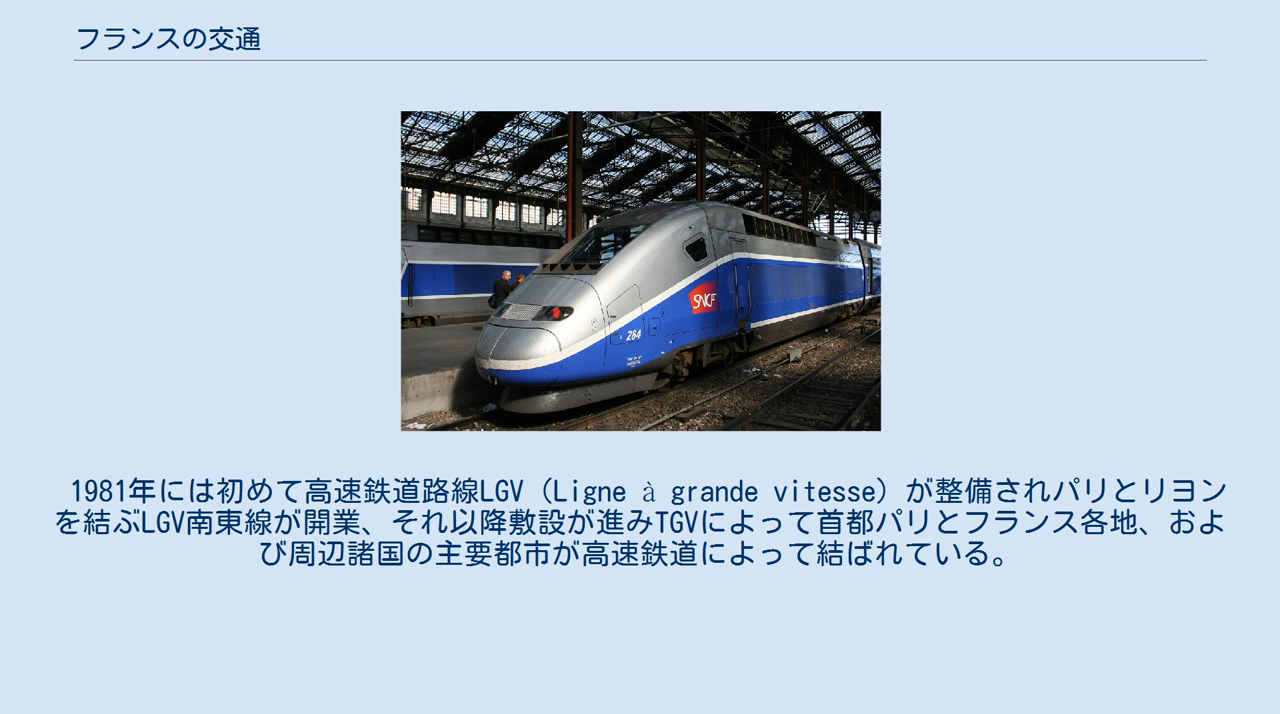 フランスの交通
SNCF
284
1981年には初めて高速鉄道路線LGV（Ligne à grande vitesse）が整備されパリとリヨン
を結ぶLGV南東線が開業、それ以降敷設が進みTGVによって首都パリとフランス各地、およ
び周辺諸国の主要都市が高速鉄道によって結ばれている。